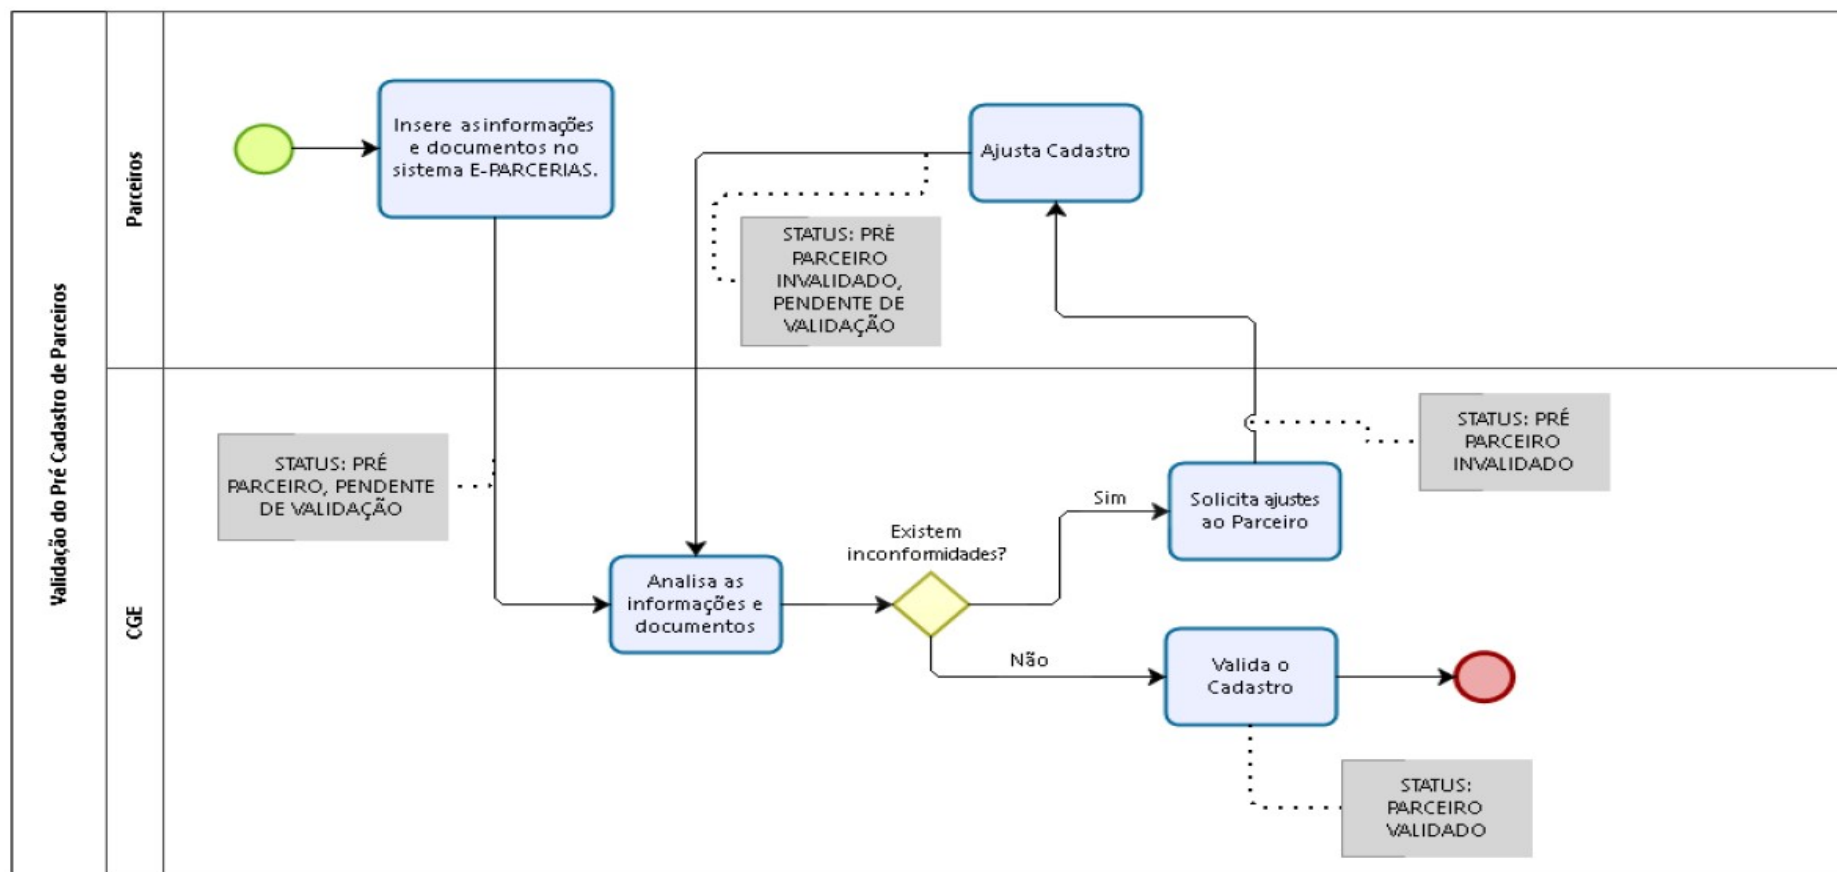 Validação do Pré Cadastro de Parceiros
Parceiros
Insere as informações
e documentos no
sistema E-PARCERIAS.
Ajusta Cadastro
STATUS: PRÉ
PARCEIRO
INVALIDADO,
PENDENTE DE
VALIDAÇÃO
CGE
STATUS: PRÉ
PARCEIRO, PENDENTE
DE VALIDAÇÃO
Analisa as
informações e
documentos
Existem
inconformidades?
Sim
Solicita ajustes
ao Parceiro
STATUS: PRÉ
PARCEIRO
INVALIDADO
Não
Valida o
Cadastro
STATUS:
PARCEIRO
VALIDADO